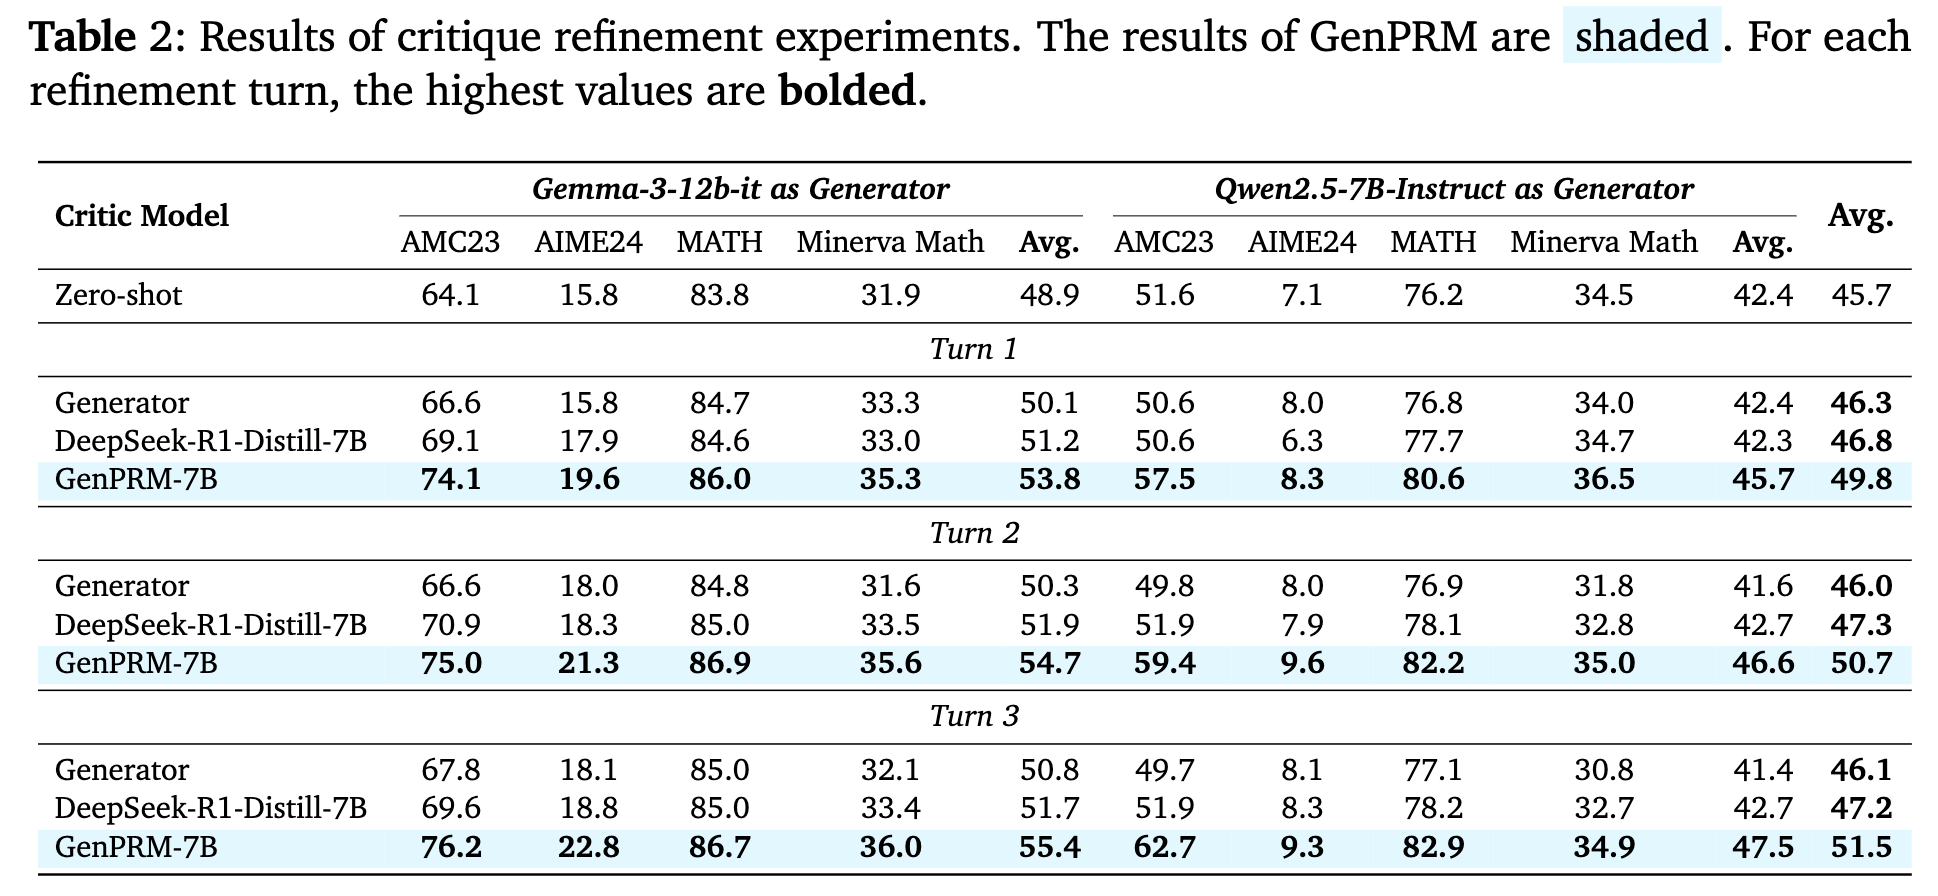 Table 2: Results of critique refinement experiments. The results of GenPRM are shaded . For each
refinement turn, the highest values are bolded.
Critic Model Gemma-3-12b-it as Generator Qwen2.5-7B-Instruct as Generator Avg.
AMC23 AIME24 MATH Minerva Math Avg. AMC23 AIME24 MATH Minerva Math Avg.
Zero-shot 64.1 15.8 83.8 31.9 48.9 51.6 7.1 76.2 34.5 42.4 45.7
Turn 1
Generator 66.6 15.8 84.7 33.3 50.1 50.6 8.0 76.8 34.0 42.4 46.3
DeepSeek-R1-Distill-7B 69.1 17.9 84.6 33.0 51.2 50.6 6.3 77.7 34.7 42.3 46.8
GenPRM-7B 74.1 19.6 86.0 35.3 53.8 57.5 8.3 80.6 36.5 45.7 49.8
Turn 2
Generator 66.6 18.0 84.8 31.6 50.3 49.8 8.0 76.9 31.8 41.6 46.0
DeepSeek-R1-Distill-7B 70.9 18.3 85.0 33.5 51.9 51.9 7.9 78.1 32.8 42.7 47.3
GenPRM-7B 75.0 21.3 86.9 35.6 54.7 59.4 9.6 82.2 35.0 46.6 50.7
Turn 3
Generator 67.8 18.1 85.0 32.1 50.8 49.7 8.1 77.1 30.8 41.4 46.1
DeepSeek-R1-Distill-7B 69.6 18.8 85.0 33.4 51.7 51.9 8.3 78.2 32.7 42.7 47.2
GenPRM-7B 76.2 22.8 86.7 36.0 55.4 62.7 9.3 82.9 34.9 47.5 51.5